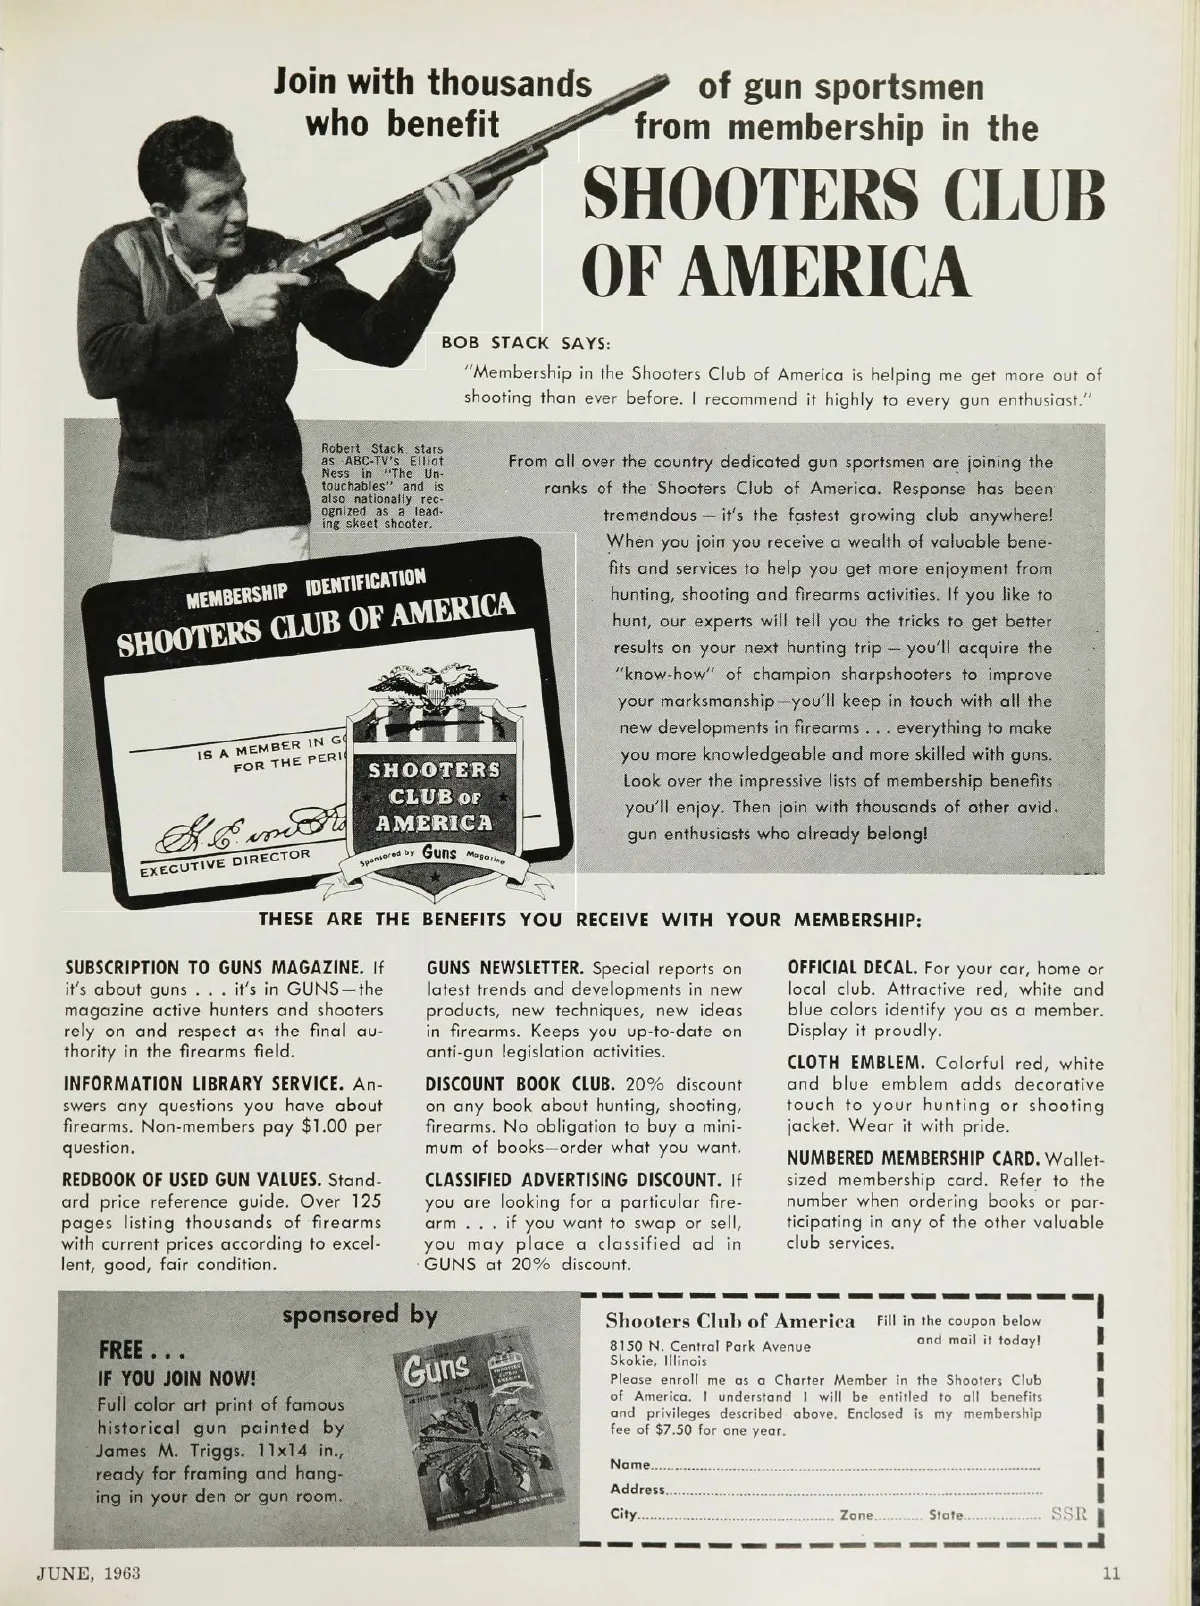 Join with thousands of gun sportsmen
who benefit from membership in the
SHOOTERS CLUB
OF AMERICA
BOB STACK SAYS:
"Membership in the Shooters Club of America is helping me get more out of
shooting than ever before. I recommend it highly to every gun enthusiast."
Robert Stack stars
as ABC-TV's Elliot
Ness in "The Un-
touchables" and is
also nationally rec-
ognized as a lead-
ing skeet shooter.
From all over the country dedicated gun sportsmen are joining the
ranks of the Shooters Club of America. Response has been
tremendous — it's the fastest growing club anywhere!
When you join you receive a wealth of valuable bene-
fits and services to help you get more enjoyment from
hunting, shooting and firearms activities. If you like to
hunt, our experts will tell you the tricks to get better
results on your next hunting trip — you'll acquire the
"know-how" of champion sharpshooters to improve
your marksmanship—you'll keep in touch with all the
new developments in firearms . . . everything to make
you more knowledgeable and more skilled with guns.
Look over the impressive lists of membership benefits
you'll enjoy. Then join with thousands of other avid
gun enthusiasts who already belong!
MEMBERSHIP IDENTIFICATION
SHOOTERS CLUB OF AMERICA
IS A MEMBER IN G
FOR THE PERI
EXECUTIVE DIRECTOR
SHOOTERS
CLUB OF
AMERICA
Sponsored by Guns Magazine
THESE ARE THE BENEFITS YOU RECEIVE WITH YOUR MEMBERSHIP:
SUBSCRIPTION TO GUNS MAGAZINE. If
it's about guns . . . it's in GUNS—the
magazine active hunters and shooters
rely on and respect as the final au-
thority in the firearms field.
INFORMATION LIBRARY SERVICE. An-
swers any questions you have about
firearms. Non-members pay $1.00 per
question.
REDBOOK OF USED GUN VALUES. Stand-
ard price reference guide. Over 125
pages listing thousands of firearms
with current prices according to excel-
lent, good, fair condition.
GUNS NEWSLETTER. Special reports on
latest trends and developments in new
products, new techniques, new ideas
in firearms. Keeps you up-to-date on
anti-gun legislation activities.
DISCOUNT BOOK CLUB. 20% discount
on any book about hunting, shooting,
firearms. No obligation to buy a mini-
mum of books—order what you want.
CLASSIFIED ADVERTISING DISCOUNT. If
you are looking for a particular fire-
arm . . . if you want to swap or sell,
you may place a classified ad in
GUNS at 20% discount.
OFFICIAL DECAL. For your car, home or
local club. Attractive red, white and
blue colors identify you as a member.
Display it proudly.
CLOTH EMBLEM. Colorful red, white
and blue emblem adds decorative
touch to your hunting or shooting
jacket. Wear it with pride.
NUMBERED MEMBERSHIP CARD. Wallet-
sized membership card. Refer to the
number when ordering books or par-
ticipating in any of the other valuable
club services.
sponsored by
FREE . . .
IF YOU JOIN NOW!
Full color art print of famous
historical gun painted by
James M. Triggs. 11x14 in.,
ready for framing and hang-
ing in your den or gun room.
Guns
Shooters Club of America
8150 N. Central Park Avenue
Skokie, Illinois
Fill in the coupon below
and mail it today!
Please enroll me as a Charter Member in the Shooters Club
of America. I understand I will be entitled to all benefits
and privileges described above. Enclosed is my membership
fee of $7.50 for one year.
Name
Address
City Zone State SSR
JUNE, 1963
11